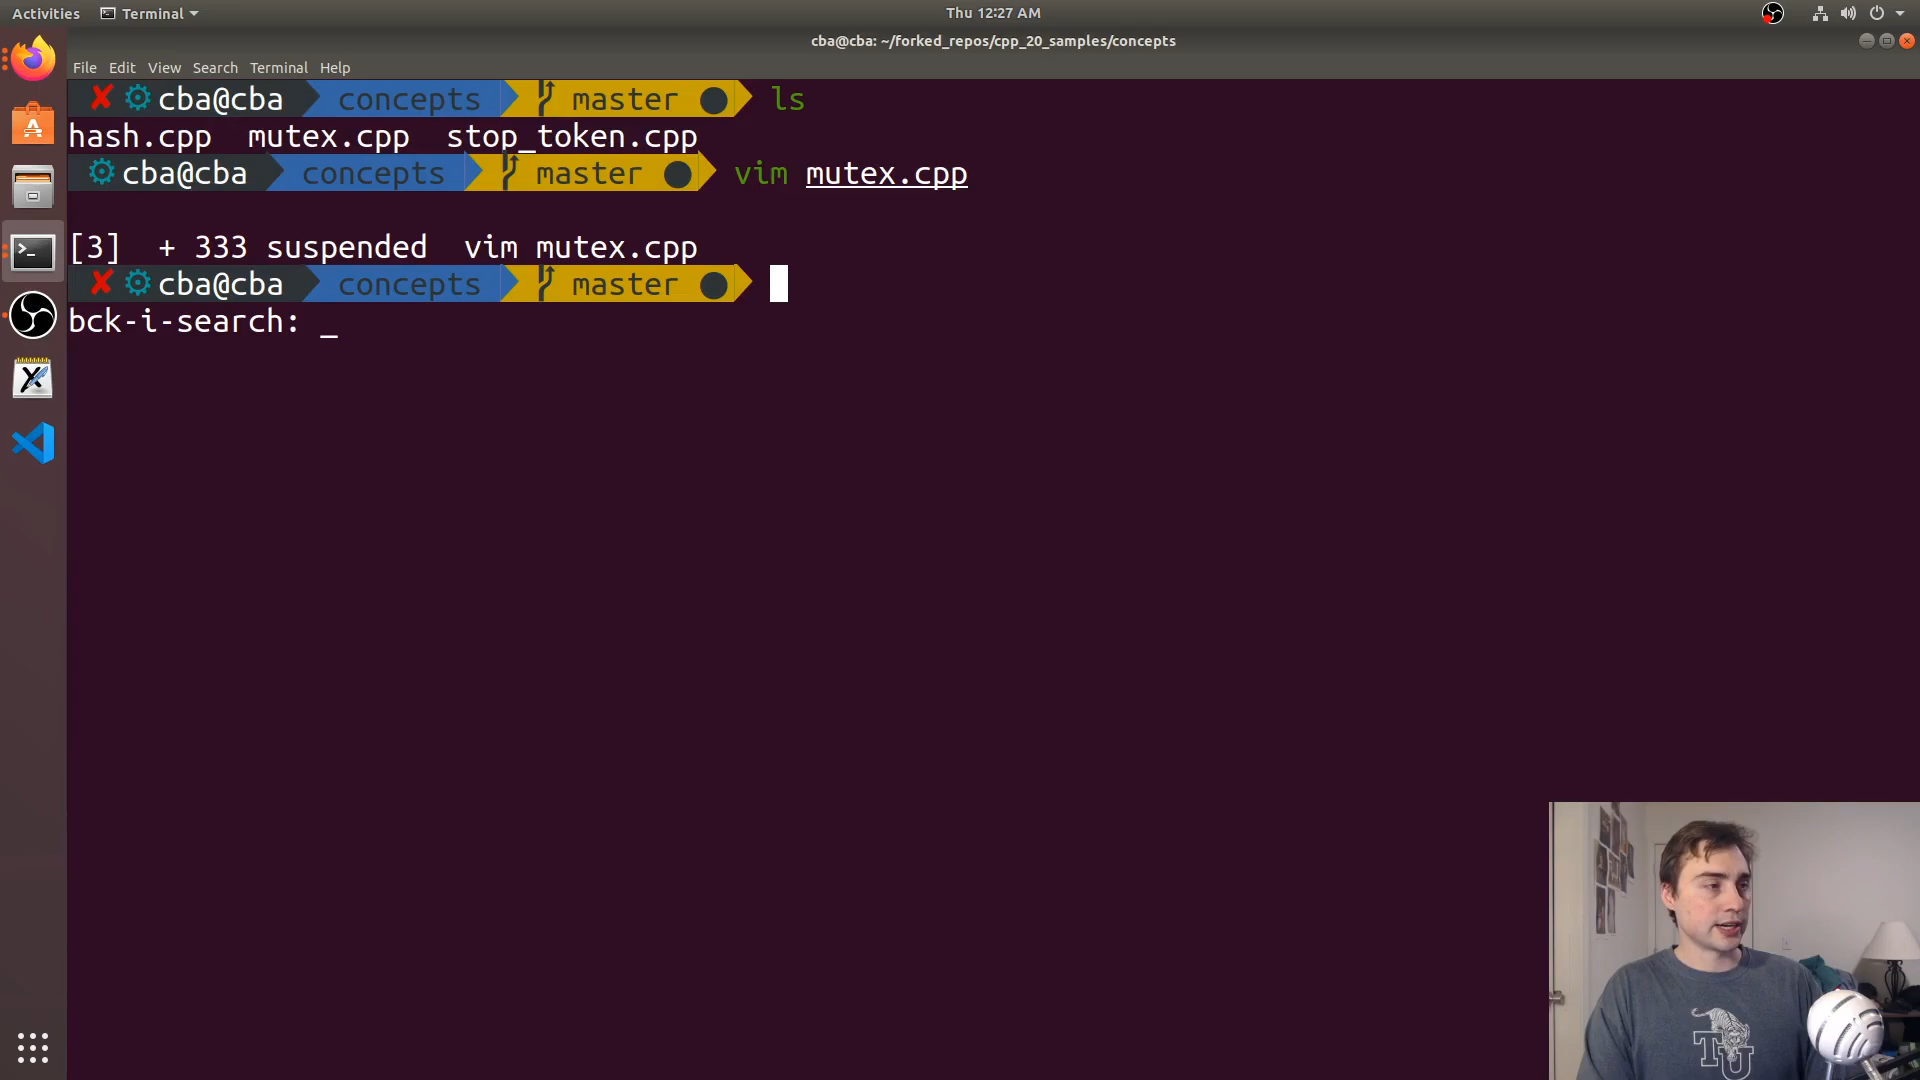 Activities Terminal Thu 12:27 AM
cba@cba: ~/forked_repos/cpp_20_samples/concepts
File Edit View Search Terminal Help
✘ ⚙ cba@cba concepts master ● ls
hash.cpp mutex.cpp stop_token.cpp
⚙ cba@cba concepts master ● vim mutex.cpp
[3] + 333 suspended vim mutex.cpp
✘ ⚙ cba@cba concepts master ●
bck-i-search: _
TU